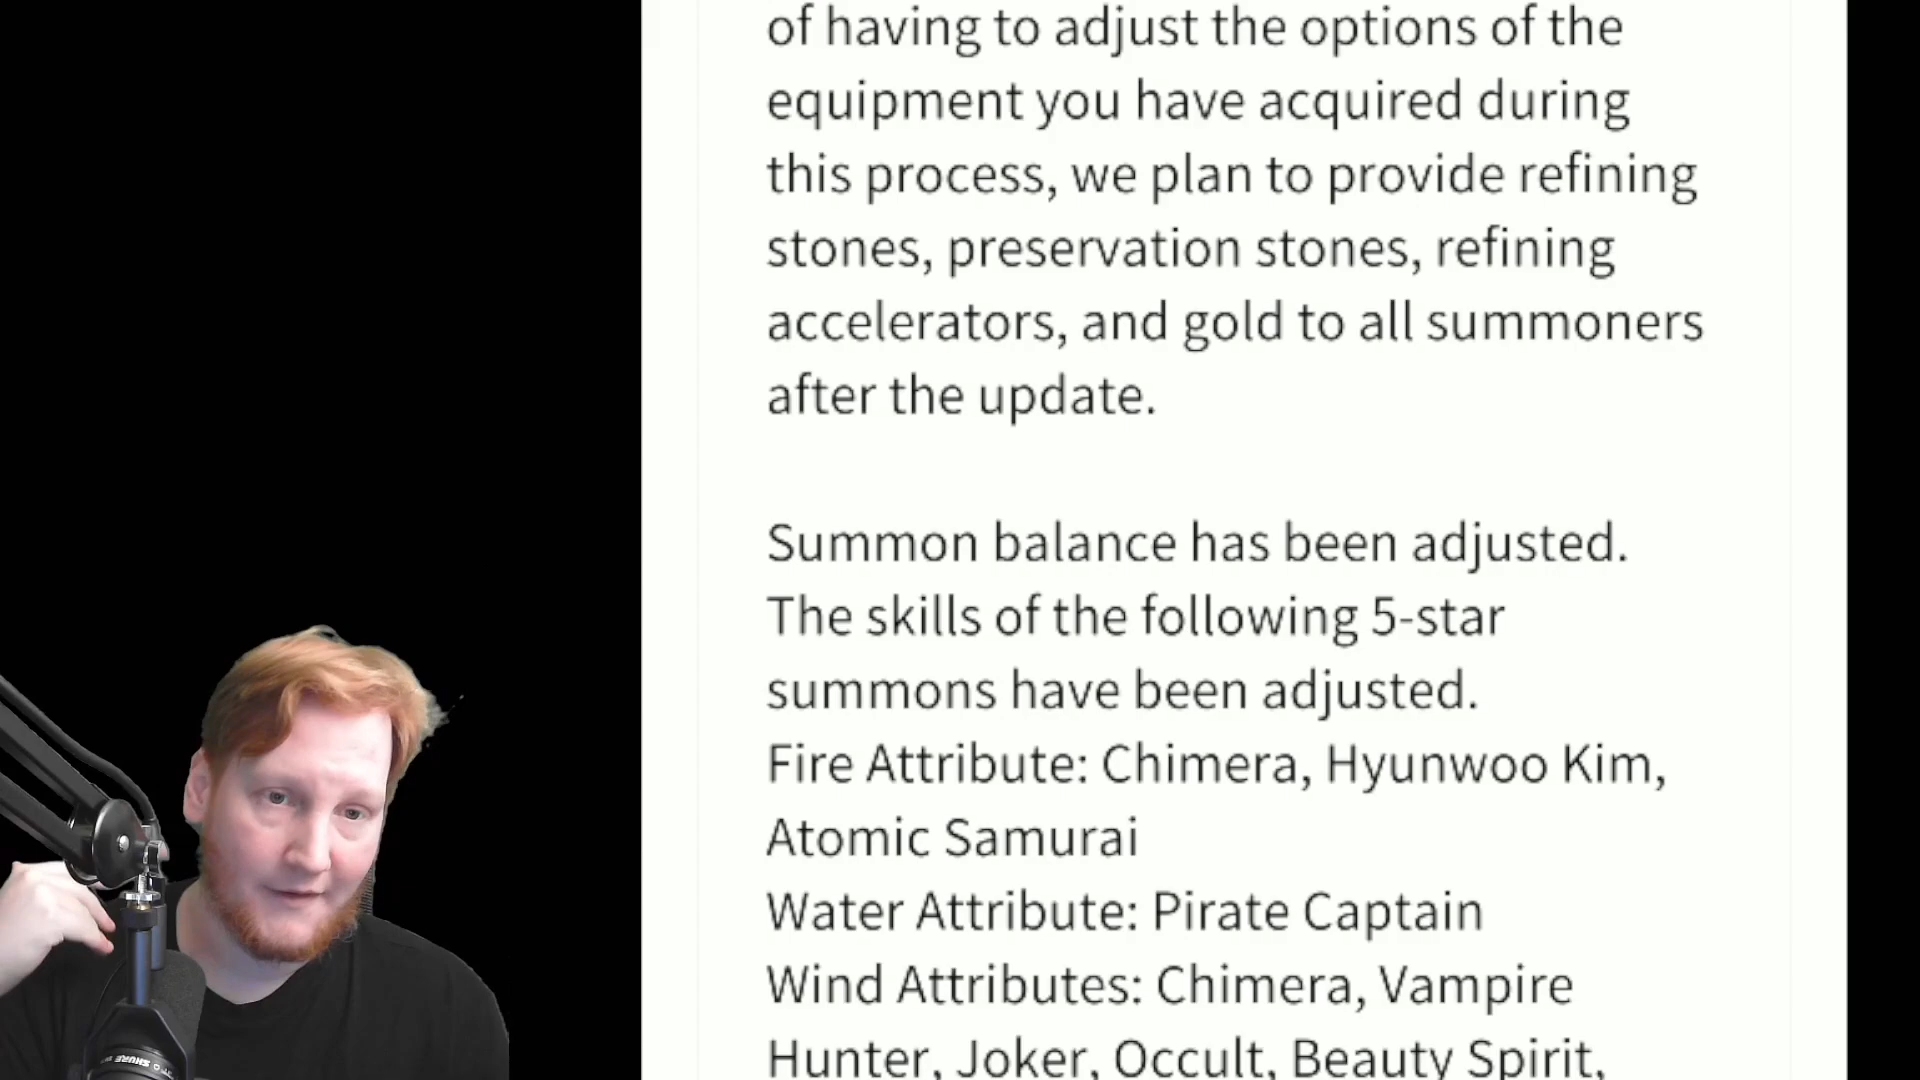 of having to adjust the options of the
equipment you have acquired during
this process, we plan to provide refining
stones, preservation stones, refining
accelerators, and gold to all summoners
after the update.
Summon balance has been adjusted.
The skills of the following 5-star
summons have been adjusted.
Fire Attribute: Chimera, Hyunwoo Kim,
Atomic Samurai
Water Attribute: Pirate Captain
Wind Attributes: Chimera, Vampire
Hunter, Joker, Occult, Beauty Spirit,
SHURE